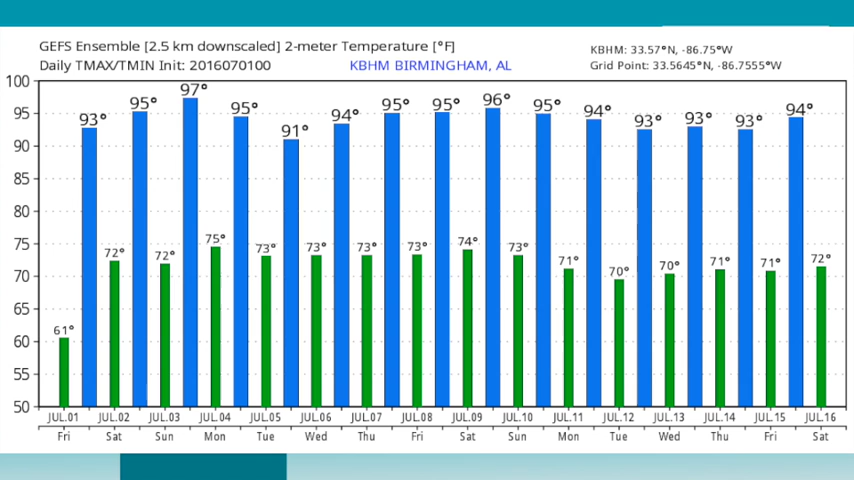 GEFS Ensemble [2.5 km downscaled] 2-meter Temperature [°F]
Daily TMAX/TMIN Init: 2016070100
KBHM BIRMINGHAM, AL
KBHM: 33.57°N, -86.75°W
Grid Point: 33.5645°N, -86.7555°W
100
95
90
85
80
75
70
65
60
55
50
93° 95° 97° 95° 91° 94° 95° 95° 96° 95° 94° 93° 93° 93° 94°
61° 72° 72° 75° 73° 73° 73° 73° 74° 73° 71° 70° 70° 71° 71° 72°
JUL.01 JUL.02 JUL.03 JUL.04 JUL.05 JUL.06 JUL.07 JUL.08 JUL.09 JUL.10 JUL.11 JUL.12 JUL.13 JUL.14 JUL.15 JUL.16
Fri Sat Sun Mon Tue Wed Thu Fri Sat Sun Mon Tue Wed Thu Fri Sat